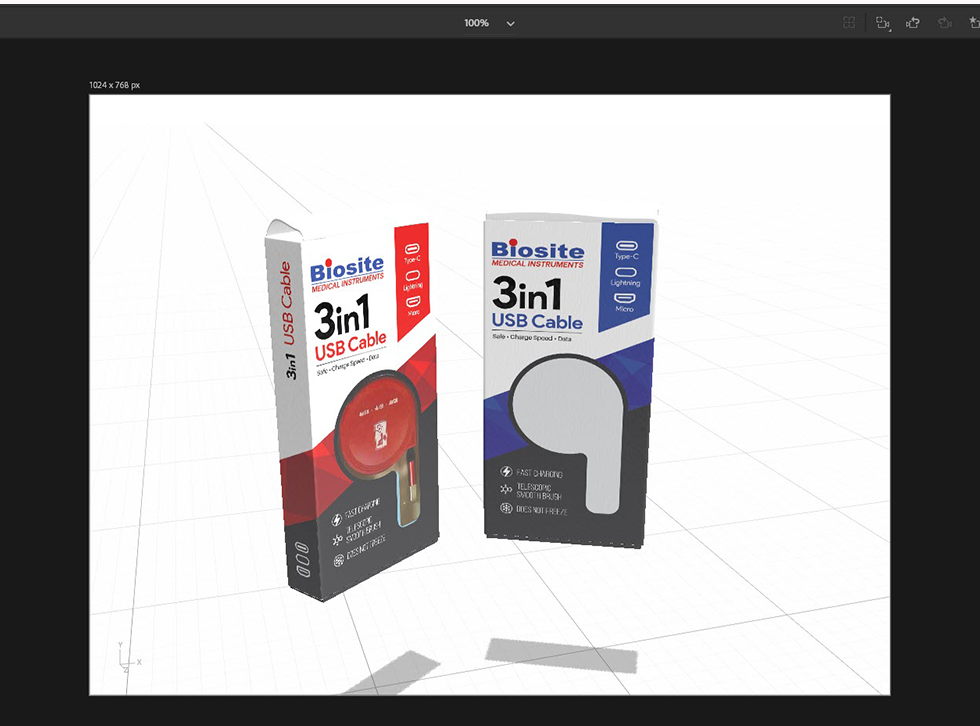 100%
1024 x 768 px
USB Cable
3in1
Biosite
MEDICAL INSTRUMENTS
3in1
USB Cable
Safe • Charge Speed • Data
Type-C
Lightning
Micro
FAST CHARGING
TELESCOPIC
SMOOTH BRUSH
DOES NOT FREEZE
Biosite
MEDICAL INSTRUMENTS
3in1
USB Cable
Safe • Charge Speed • Data
Type-C
Lightning
Micro
FAST CHARGING
TELESCOPIC
SMOOTH BRUSH
DOES NOT FREEZE
Y
X
Z